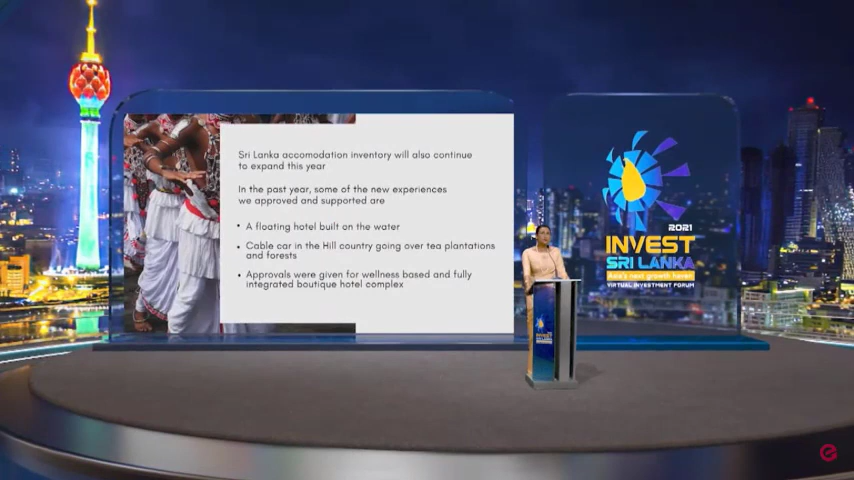 Sri Lanka accomodation inventory will also continue
to expand this year
In the past year, some of the new experiences
we approved and supported are
• A floating hotel built on the water
• Cable car in the Hill country going over tea plantations
and forests
• Approvals were given for wellness based and fully
integrated boutique hotel complex
2021
INVEST
SRI LANKA
Asia's next growth haven
VIRTUAL INVESTMENT FORUM
INVEST